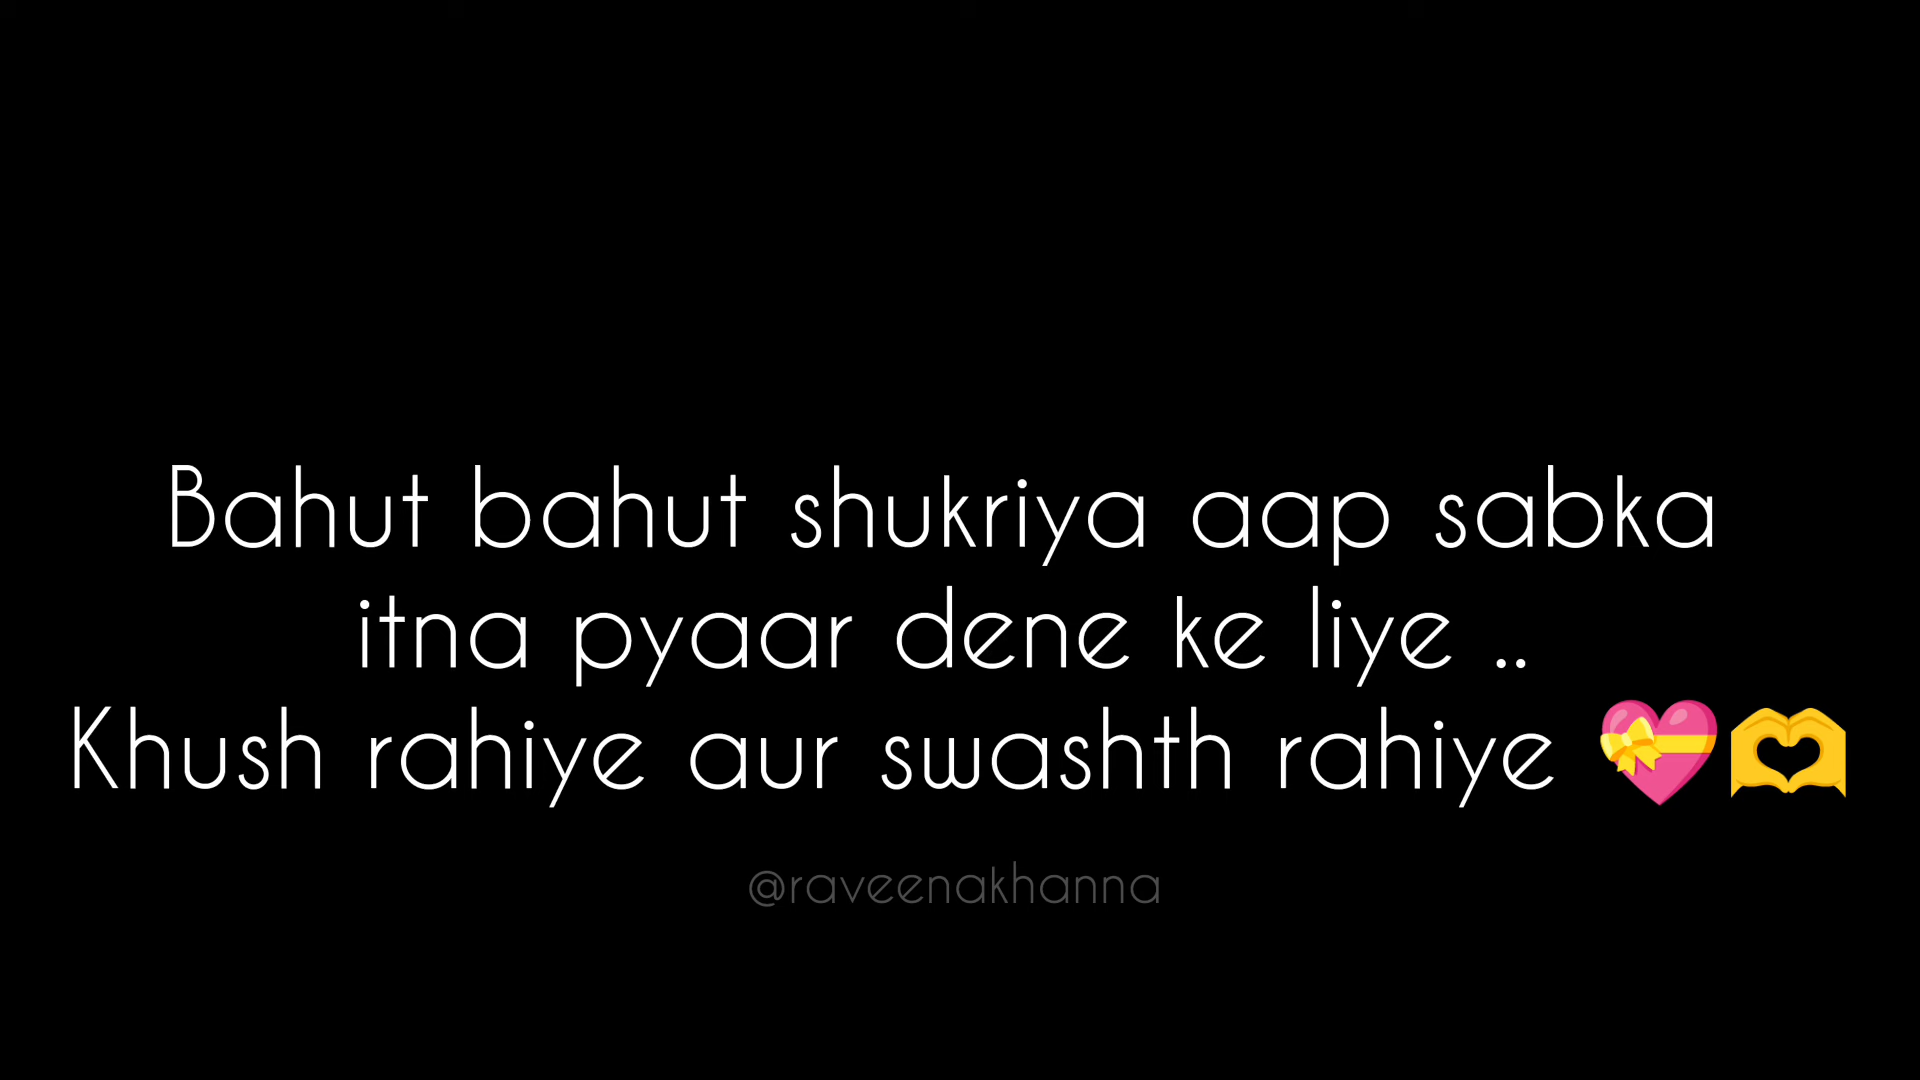 Bahut bahut shukriya aap sabka
itna pyaar dene ke liye ..
Khush rahiye aur swashth rahiye 💝🫶
@raveenakhanna